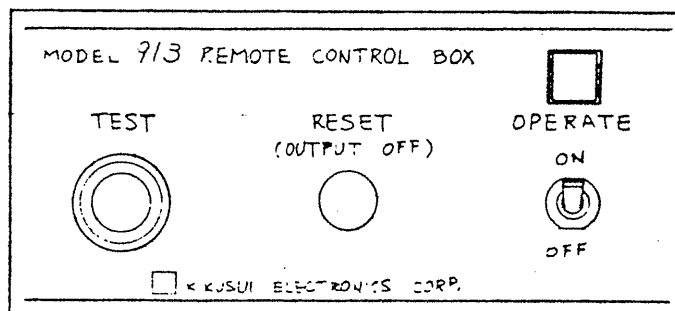 MODEL 913 REMOTE CONTROL BOX
TEST
RESET
(OUTPUT OFF)
OPERATE
ON
OFF
KIKUSUI ELECTRONICS CORP.